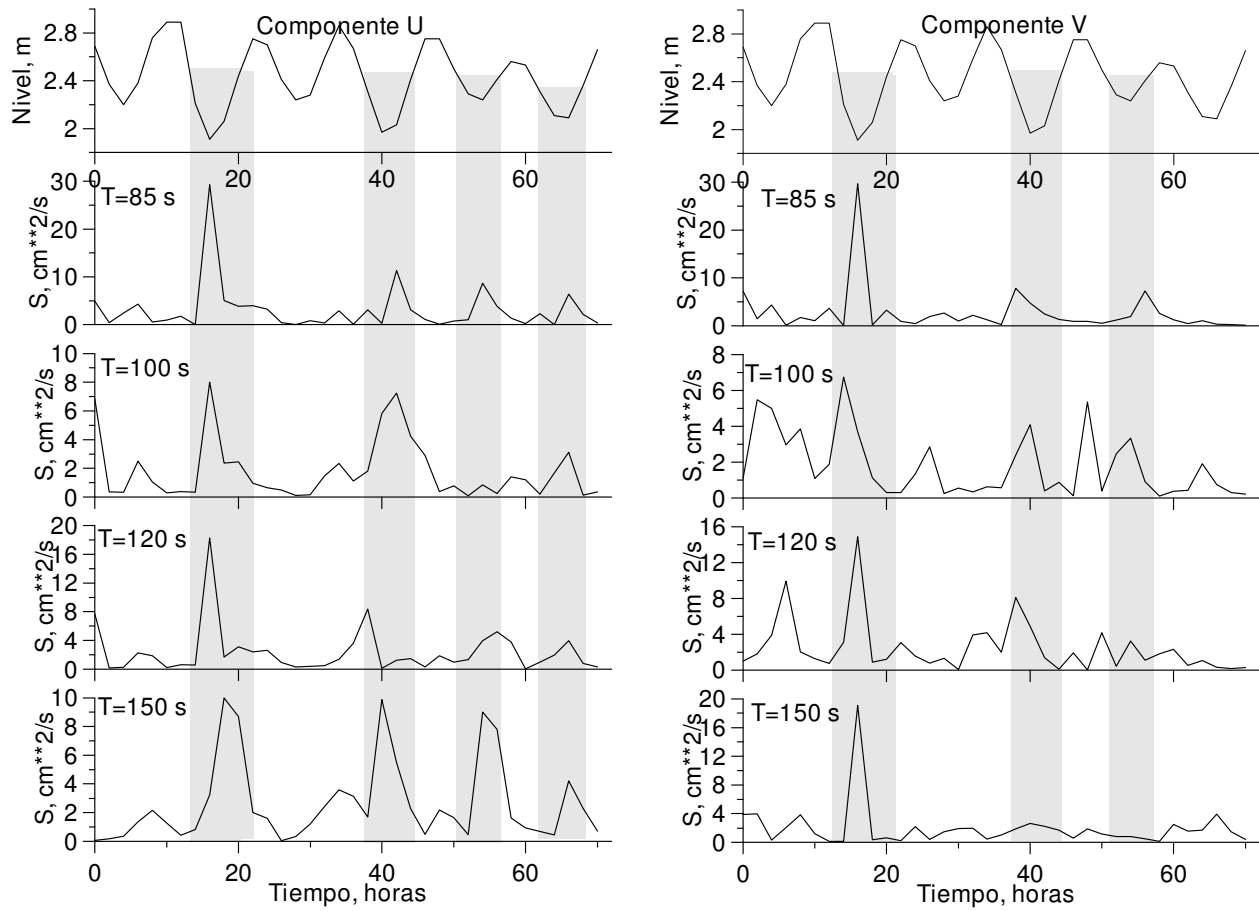 Componente U
Nivel, m
2.8
2.4
2
0 20 40 60
T=85 s
S, cm**2/s
30
20
10
0
T=100 s
S, cm**2/s
10
8
6
4
2
0
T=120 s
S, cm**2/s
20
16
12
8
4
0
T=150 s
S, cm**2/s
10
8
6
4
2
0
0 20 40 60
Tiempo, horas
Componente V
Nivel, m
2.8
2.4
2
0 20 40 60
T=85 s
S, cm**2/s
30
20
10
0
T=100 s
S, cm**2/s
8
6
4
2
0
T=120 s
S, cm**2/s
16
12
8
4
0
T=150 s
S, cm**2/s
20
16
12
8
4
0
0 20 40 60
Tiempo, horas